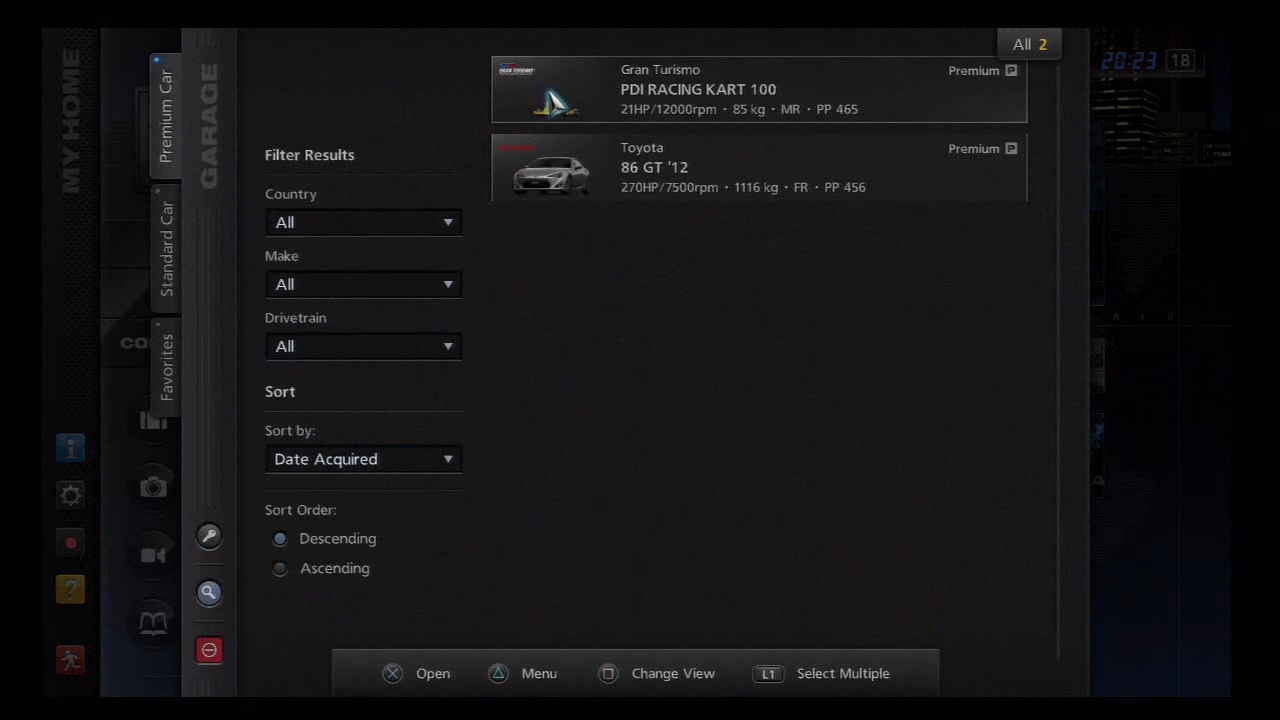 MY HOME
Premium Car
Standard Car
Favorites
GARAGE
All 2
20:23 18
Gran Turismo
Premium P
PDI RACING KART 100
21HP/12000rpm · 85 kg · MR · PP 465
Toyota
Premium P
86 GT '12
270HP/7500rpm · 1116 kg · FR · PP 456
Filter Results
Country
All
Make
All
Drivetrain
All
Sort
Sort by:
Date Acquired
Sort Order:
Descending
Ascending
Open Menu Change View L1 Select Multiple